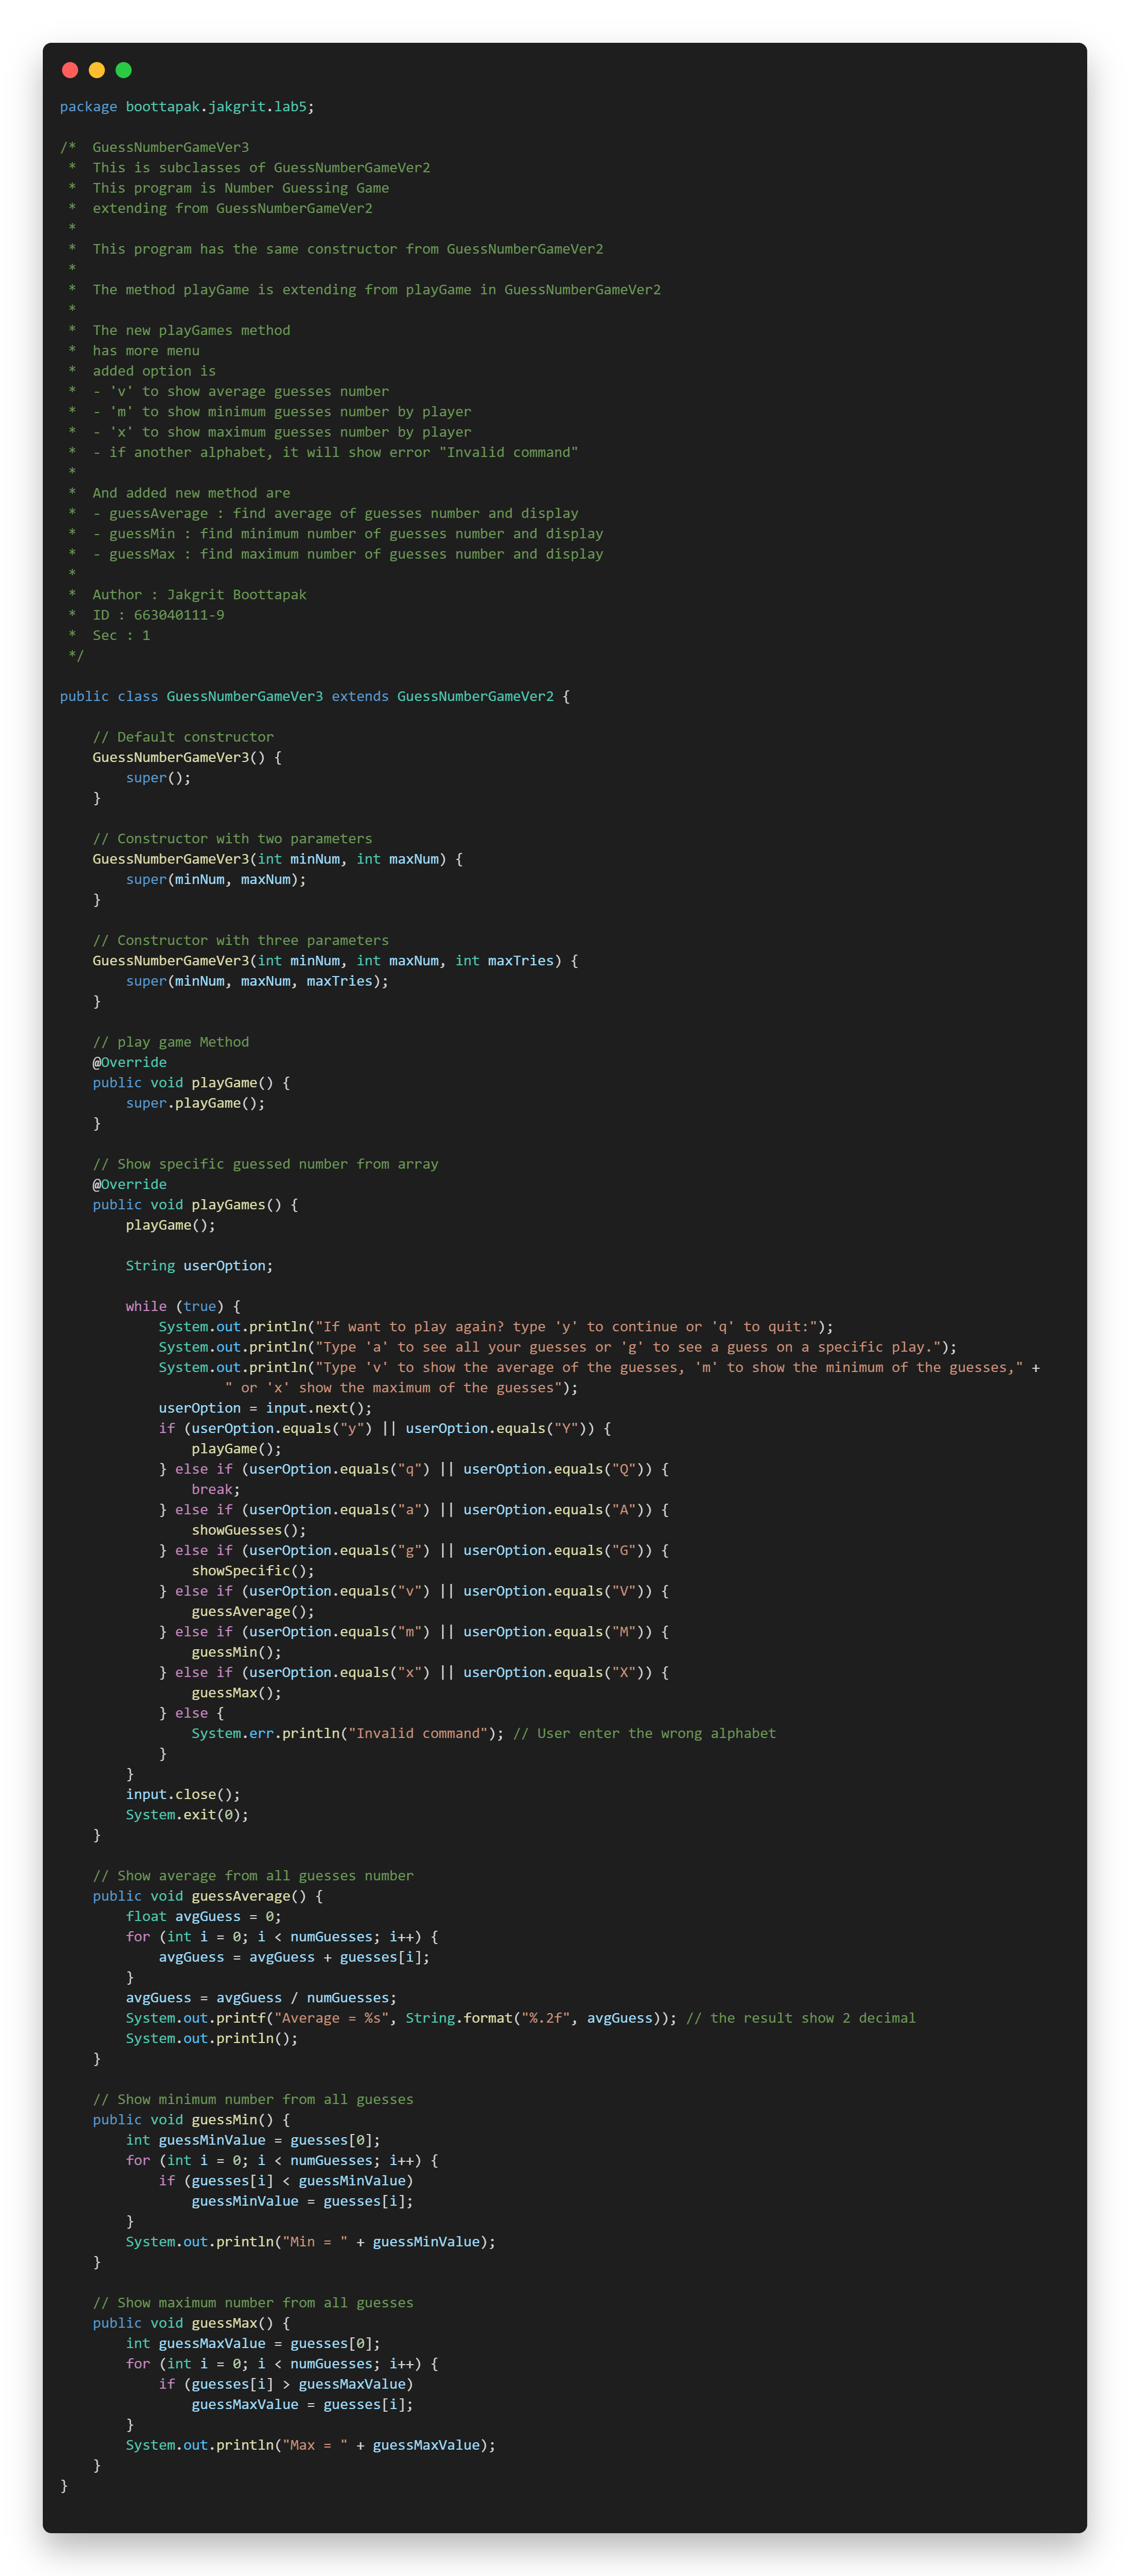 package boottapak.jakgrit.lab5;

/*  GuessNumberGameVer3
 *  This is subclasses of GuessNumberGameVer2
 *  This program is Number Guessing Game
 *  extending from GuessNumberGameVer2
 *
 *  This program has the same constructor from GuessNumberGameVer2
 *
 *  The method playGame is extending from playGame in GuessNumberGameVer2
 *
 *  The new playGames method
 *  has more menu
 *  added option is
 *  - 'v' to show average guesses number
 *  - 'm' to show minimum guesses number by player
 *  - 'x' to show maximum guesses number by player
 *  - if another alphabet, it will show error "Invalid command"
 *
 *  And added new method are
 *  - guessAverage : find average of guesses number and display
 *  - guessMin : find minimum number of guesses number and display
 *  - guessMax : find maximum number of guesses number and display
 *
 *  Author : Jakgrit Boottapak
 *  ID : 663040111-9
 *  Sec : 1
 */

public class GuessNumberGameVer3 extends GuessNumberGameVer2 {

    // Default constructor
    GuessNumberGameVer3() {
        super();
    }

    // Constructor with two parameters
    GuessNumberGameVer3(int minNum, int maxNum) {
        super(minNum, maxNum);
    }

    // Constructor with three parameters
    GuessNumberGameVer3(int minNum, int maxNum, int maxTries) {
        super(minNum, maxNum, maxTries);
    }

    // play game Method
    @Override
    public void playGame() {
        super.playGame();
    }

    // Show specific guessed number from array
    @Override
    public void playGames() {
        playGame();

        String userOption;

        while (true) {
            System.out.println("If want to play again? type 'y' to continue or 'q' to quit:");
            System.out.println("Type 'a' to see all your guesses or 'g' to see a guess on a specific play.");
            System.out.println("Type 'v' to show the average of the guesses, 'm' to show the minimum of the guesses," +
                    " or 'x' show the maximum of the guesses");
            userOption = input.next();
            if (userOption.equals("y") || userOption.equals("Y")) {
                playGame();
            } else if (userOption.equals("q") || userOption.equals("Q")) {
                break;
            } else if (userOption.equals("a") || userOption.equals("A")) {
                showGuesses();
            } else if (userOption.equals("g") || userOption.equals("G")) {
                showSpecific();
            } else if (userOption.equals("v") || userOption.equals("V")) {
                guessAverage();
            } else if (userOption.equals("m") || userOption.equals("M")) {
                guessMin();
            } else if (userOption.equals("x") || userOption.equals("X")) {
                guessMax();
            } else {
                System.err.println("Invalid command"); // User enter the wrong alphabet
            }
        }
        input.close();
        System.exit(0);
    }

    // Show average from all guesses number
    public void guessAverage() {
        float avgGuess = 0;
        for (int i = 0; i < numGuesses; i++) {
            avgGuess = avgGuess + guesses[i];
        }
        avgGuess = avgGuess / numGuesses;
        System.out.printf("Average = %s", String.format("%.2f", avgGuess)); // the result show 2 decimal
        System.out.println();
    }

    // Show minimum number from all guesses
    public void guessMin() {
        int guessMinValue = guesses[0];
        for (int i = 0; i < numGuesses; i++) {
            if (guesses[i] < guessMinValue)
                guessMinValue = guesses[i];
        }
        System.out.println("Min = " + guessMinValue);
    }

    // Show maximum number from all guesses
    public void guessMax() {
        int guessMaxValue = guesses[0];
        for (int i = 0; i < numGuesses; i++) {
            if (guesses[i] > guessMaxValue)
                guessMaxValue = guesses[i];
        }
        System.out.println("Max = " + guessMaxValue);
    }
}